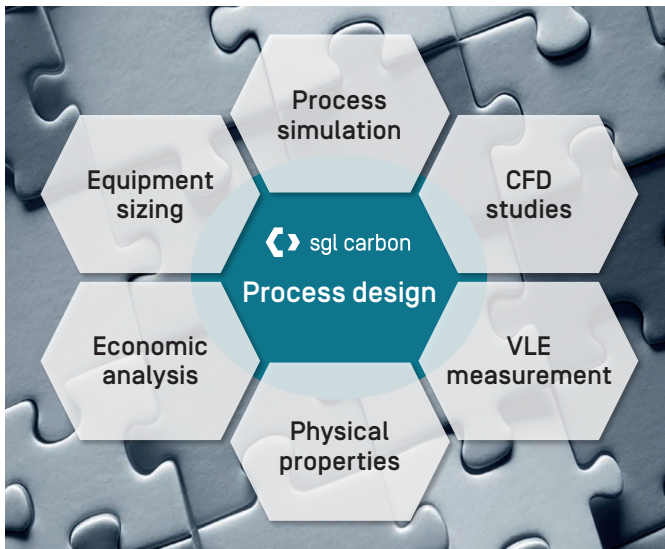 Process
simulation
Equipment
sizing
CFD
studies
sgl carbon
Process design
Economic
analysis
VLE
measurement
Physical
properties